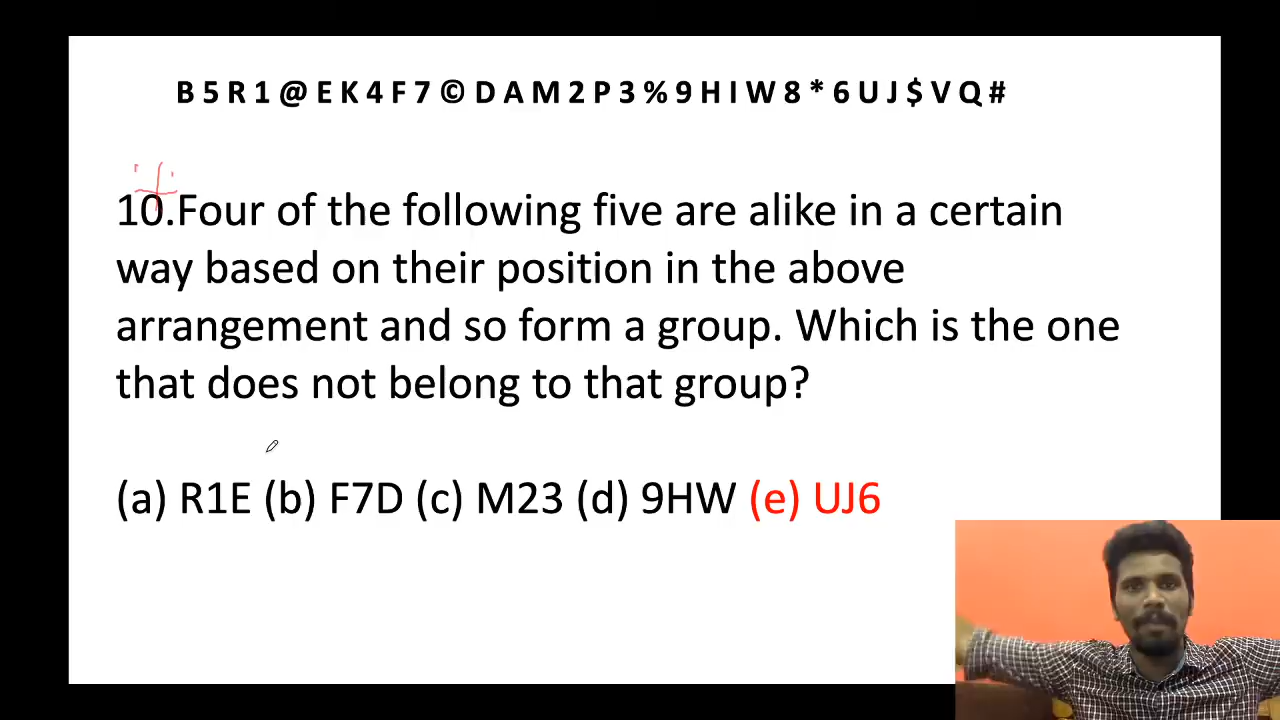 B 5 R 1 @ E K 4 F 7 © D A M 2 P 3 % 9 H I W 8 * 6 U J $ V Q #
10.Four of the following five are alike in a certain
way based on their position in the above
arrangement and so form a group. Which is the one
that does not belong to that group?
(a) R1E (b) F7D (c) M23 (d) 9HW (e) UJ6